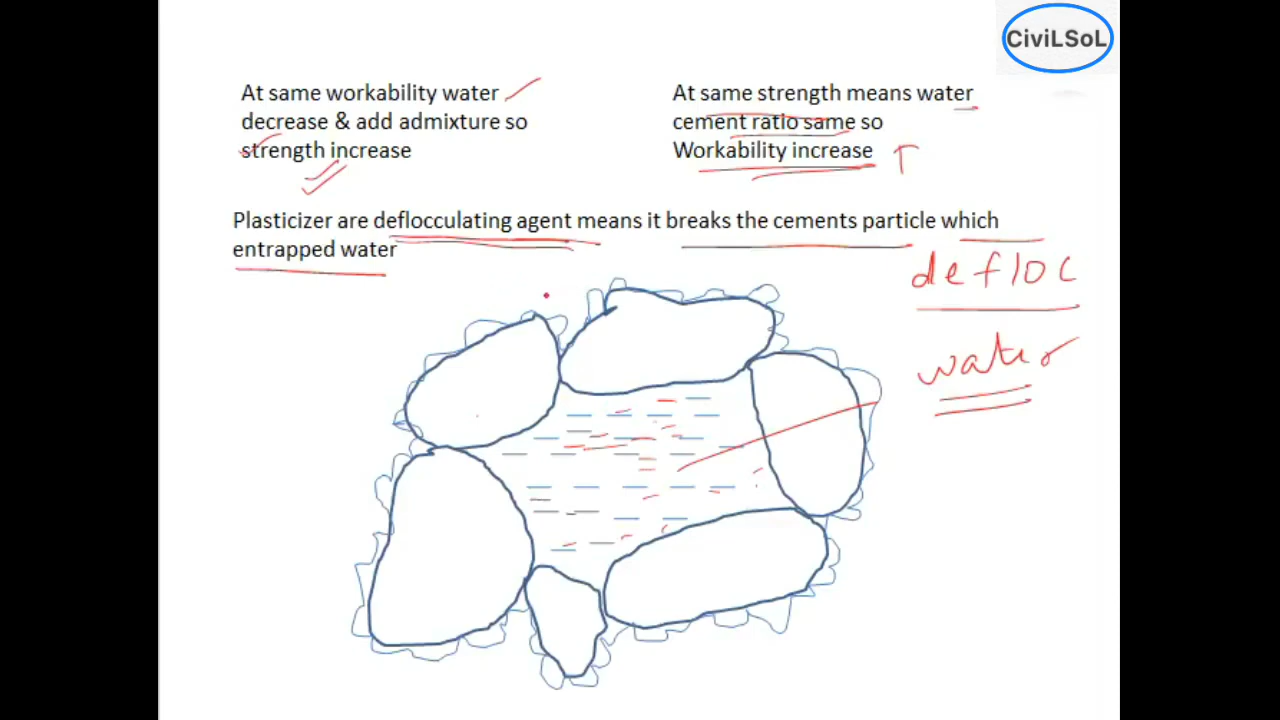 CiviLSoL
At same workability water
decrease & add admixture so
strength increase
At same strength means water
cement ratio same so
Workability increase
Plasticizer are deflocculating agent means it breaks the cements particle which
entrapped water
defloc
water